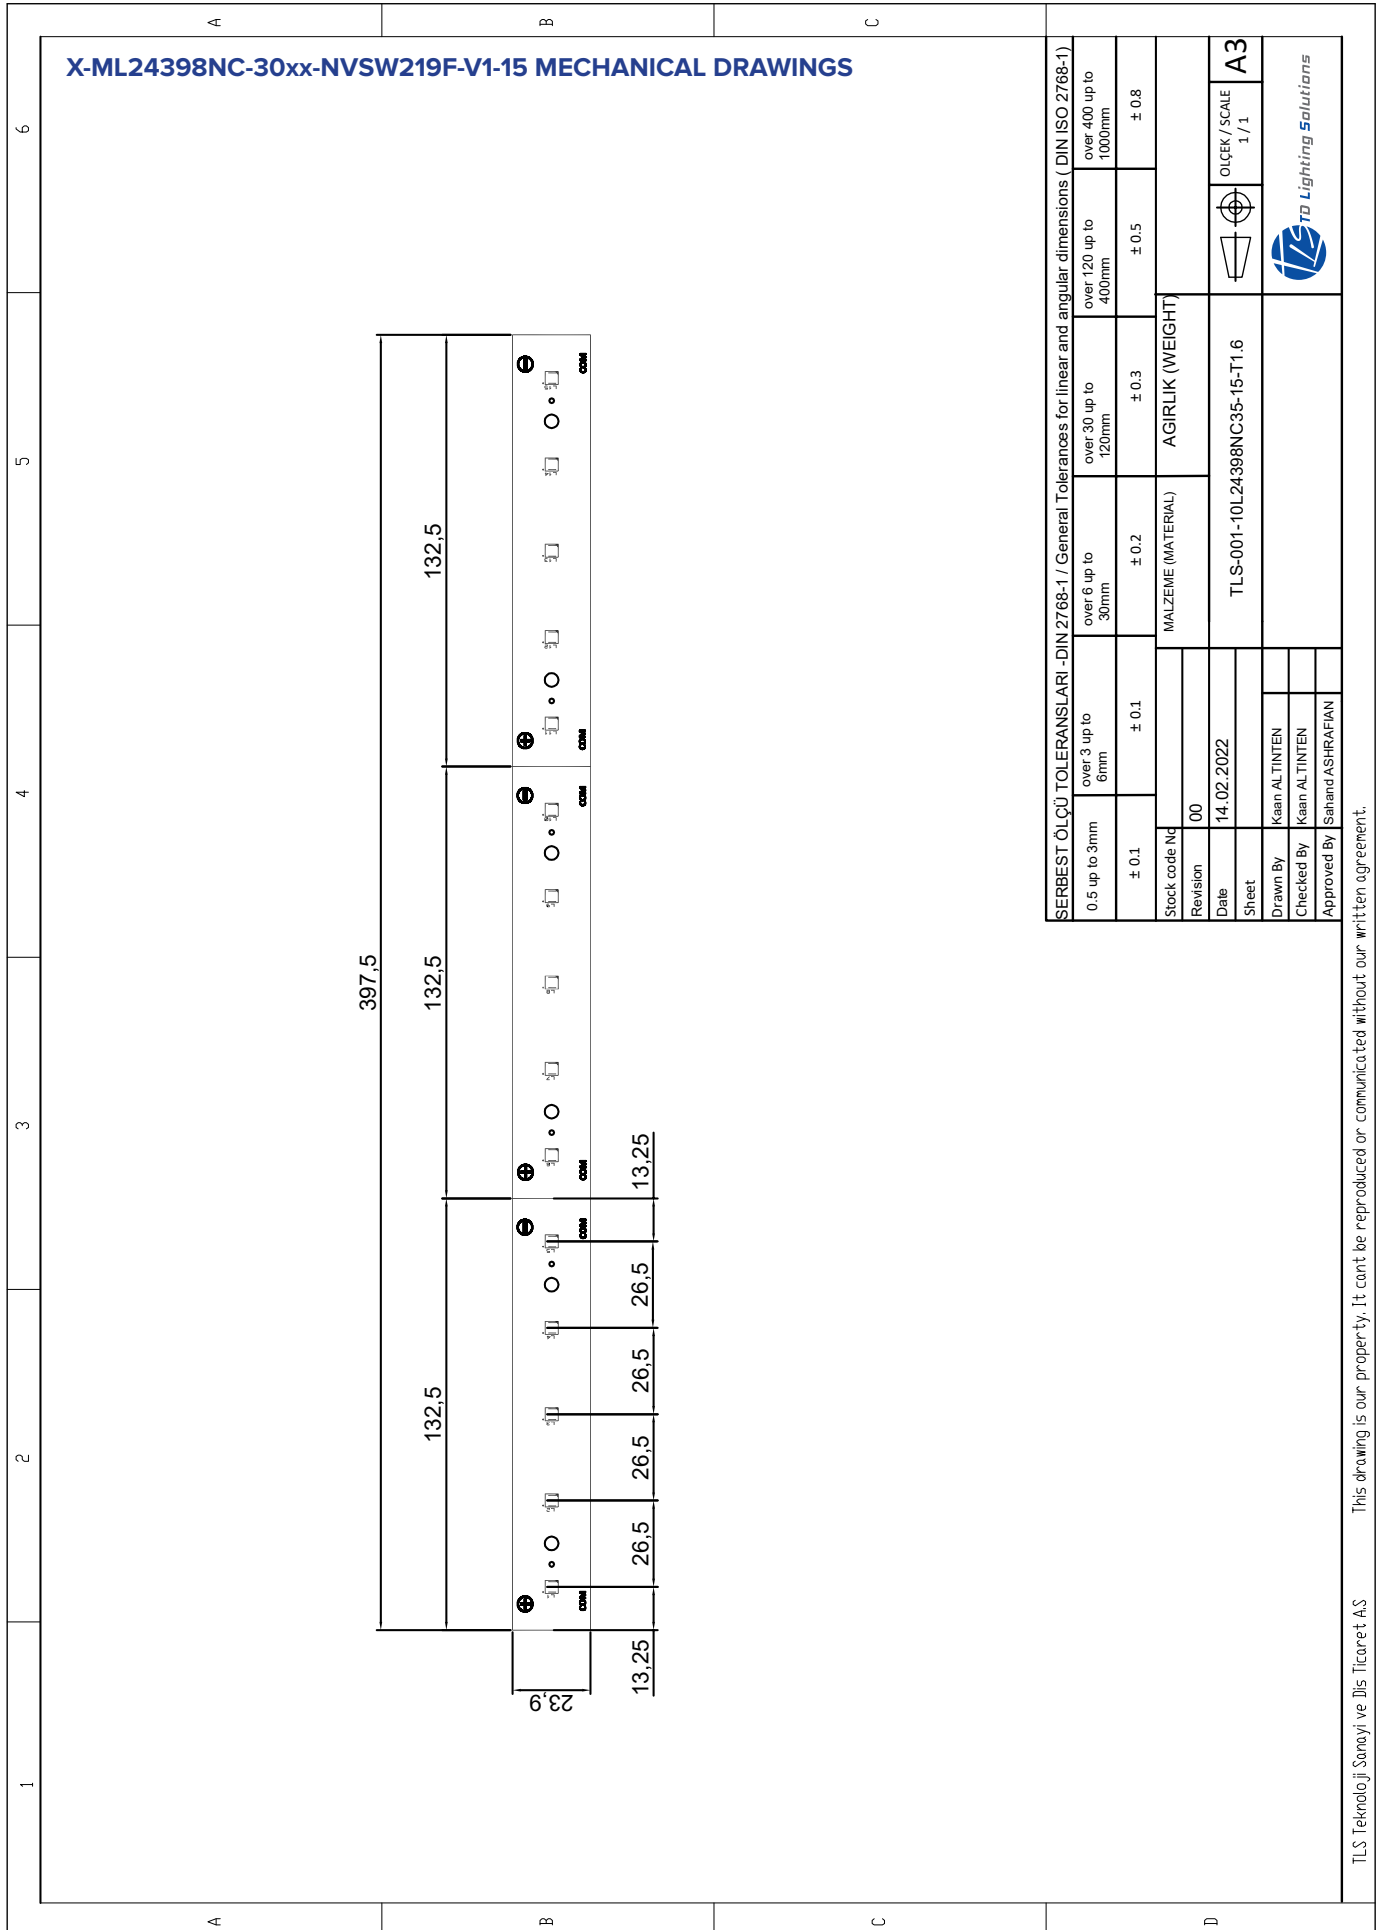 X-ML24398NC-30xx-NVSW219F-V1-15 MECHANICAL DRAWINGS
1
2
3
4
5
6
A
B
C
A
B
C
D
397,5
132,5
132,5
132,5
23,9
13,25
26,5
26,5
26,5
26,5
13,25
COM
COM
COM
COM
COM
COM
SERBEST ÖLÇÜ TOLERANSLARI -DIN 2768-1 / General Tolerances for linear and angular dimensions ( DIN ISO 2768-1)
0.5 up to 3mm
over 3 up to
6mm
over 6 up to
30mm
over 30 up to
120mm
over 120 up to
400mm
over 400 up to
1000mm
± 0.1
± 0.1
± 0.2
± 0.3
± 0.5
± 0.8
Stock code No
MALZEME (MATERIAL)
AGIRLIK (WEIGHT)
Revision
00
Date
14.02.2022
Sheet
TLS-001-10L24398NC35-15-T1.6
OLÇEK / SCALE
1 / 1
A3
Drawn By
Kaan ALTINTEN
Checked By
Kaan ALTINTEN
Approved By
Sahand ASHRAFIAN
TD Lighting Solutions
TLS Teknoloji Sanayi ve Dis Ticaret A.S
This drawing is our property. It cant be reproduced or communicated without our written agreement.